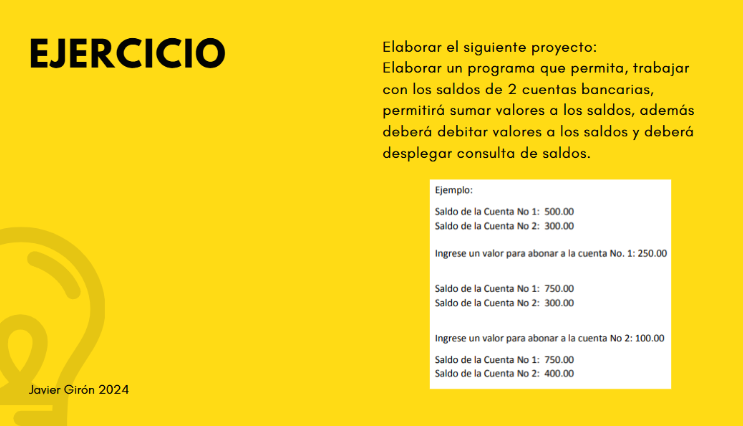 EJERCICIO
Elaborar el siguiente proyecto:
Elaborar un programa que permita, trabajar
con los saldos de 2 cuentas bancarias,
permitirá sumar valores a los saldos, además
deberá debitar valores a los saldos y deberá
desplegar consulta de saldos.
Ejemplo:
Saldo de la Cuenta No 1: 500.00
Saldo de la Cuenta No 2: 300.00
Ingrese un valor para abonar a la cuenta No. 1: 250.00
Saldo de la Cuenta No 1: 750.00
Saldo de la Cuenta No 2: 300.00
Ingrese un valor para abonar a la cuenta No 2: 100.00
Saldo de la Cuenta No 1: 750.00
Saldo de la Cuenta No 2: 400.00
Javier Girón 2024